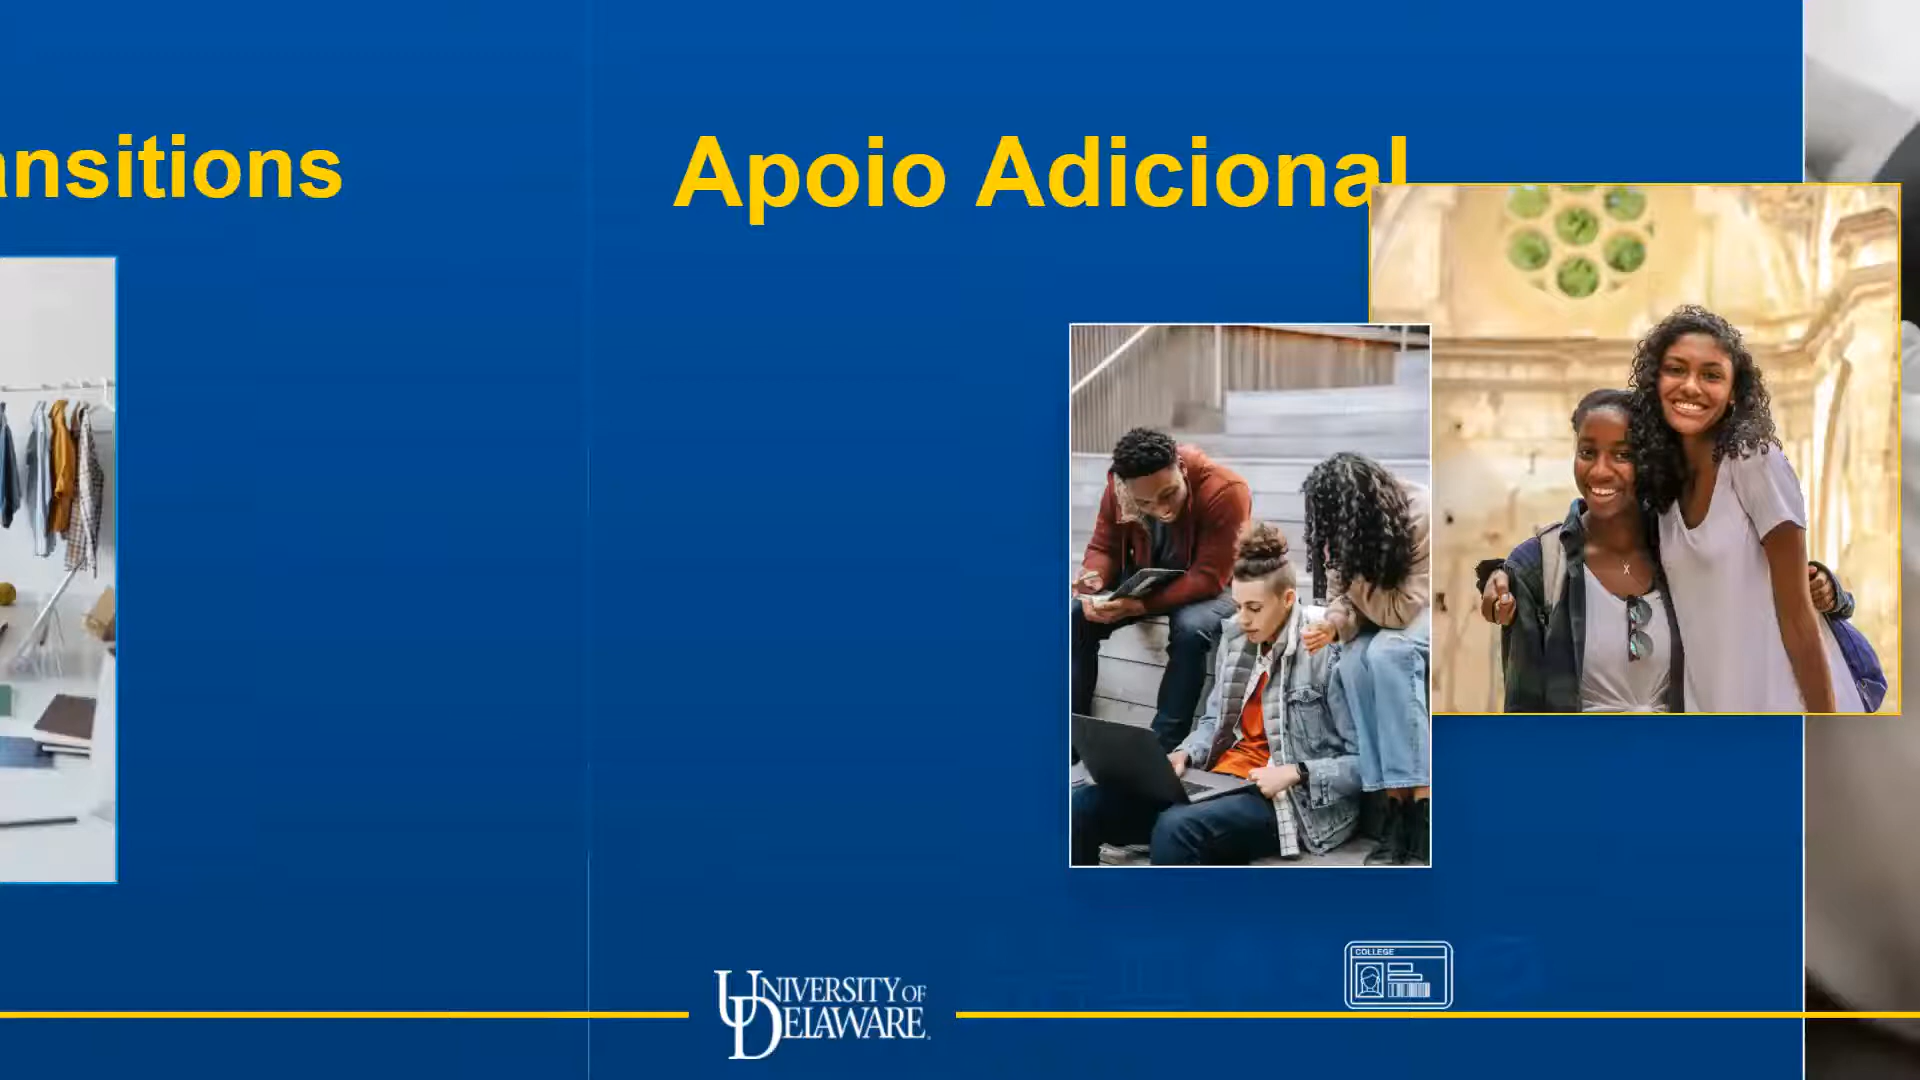 ansitions
Apoio Adicional
COLLEGE
UNIVERSITY OF
DELAWARE